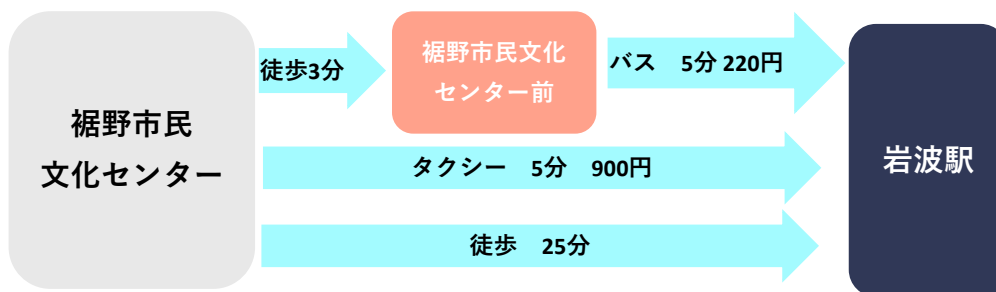 裾野市民
文化センター
徒歩3分
裾野市民文化
センター前
バス　5分 220円
タクシー　5分　900円
徒歩　25分
岩波駅